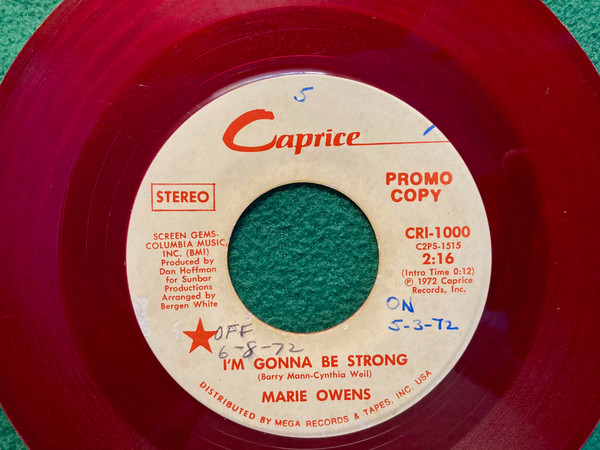 5
Caprice
PROMO
COPY
STEREO
CRI-1000
C2PS-1515
2:16
(Intro Time 0:12)
℗ 1972 Caprice
Records, Inc.
SCREEN GEMS-
COLUMBIA MUSIC,
INC. (BMI)
Produced by
Dan Hoffman
for Sunbar
Productions
Arranged by
Bergen White
ON
5-3-72
OFF
6-8-72
I'M GONNA BE STRONG
(Barry Mann-Cynthia Weil)
MARIE OWENS
DISTRIBUTED BY MEGA RECORDS & TAPES, INC. USA